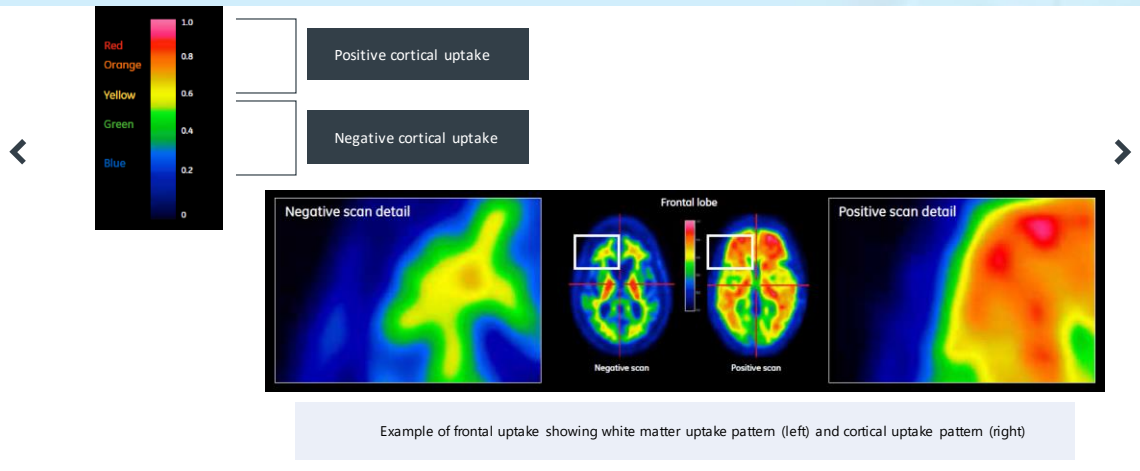 1.0
Red
0.8
Orange
Yellow
0.6
Green
0.4
Blue
0.2
0
Positive cortical uptake
Negative cortical uptake
Negative scan detail
Frontal lobe
Positive scan detail
Negative scan
Positive scan
Example of frontal uptake showing white matter uptake pattern (left) and cortical uptake pattern (right)